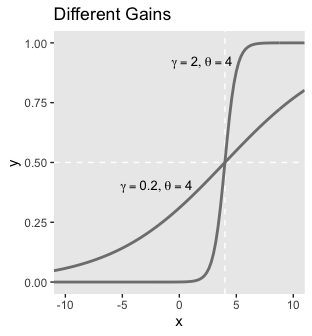 Different Gains
1.00
γ = 2, θ = 4
0.75
0.50
y
γ = 0.2, θ = 4
0.25
0.00
-10 -5 0 5 10
x